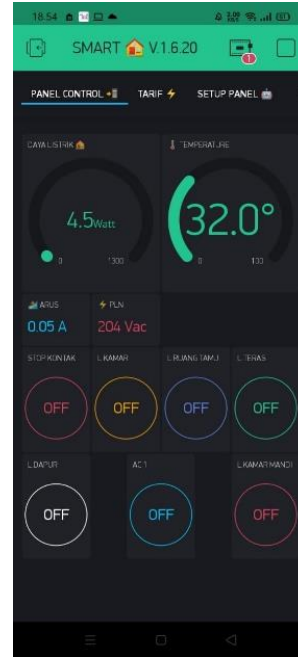 18.54
SMART V.1.6.20
1
PANEL CONTROL TARIF SETUP PANEL
DAYA LISTRIK TEMPERATURE
4.5Watt 32.0°
0 1300 0 100
ARUS PLN
0.05 A 204 Vac
STOP KONTAK L.KAMAR L.RUANG TAMU L.TERAS
OFF OFF OFF OFF
L.DAPUR AC 1 L.KAMAR MANDI
OFF OFF OFF